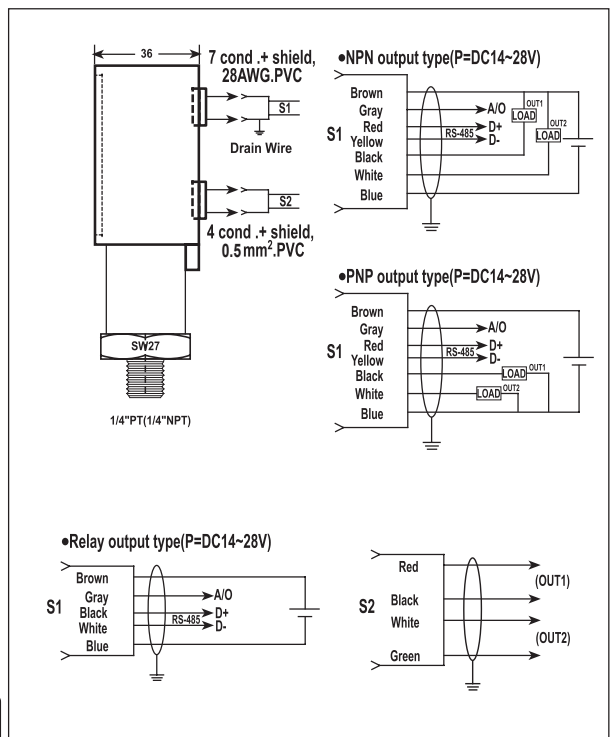 36
7 cond .+ shield,
28AWG.PVC
S1
Drain Wire
S2
4 cond .+ shield,
0.5mm².PVC
SW27
1/4"PT(1/4"NPT)
●NPN output type(P=DC14~28V)
S1
Brown
Gray
Red
Yellow
Black
White
Blue
A/O
RS-485
D+
D-
OUT1
LOAD
OUT2
LOAD
●PNP output type(P=DC14~28V)
S1
Brown
Gray
Red
Yellow
Black
White
Blue
A/O
RS-485
D+
D-
LOAD OUT1
LOAD OUT2
●Relay output type(P=DC14~28V)
S1
Brown
Gray
Black
White
Blue
A/O
RS-485
D+
D-
S2
Red
Black
White
Green
(OUT1)
(OUT2)